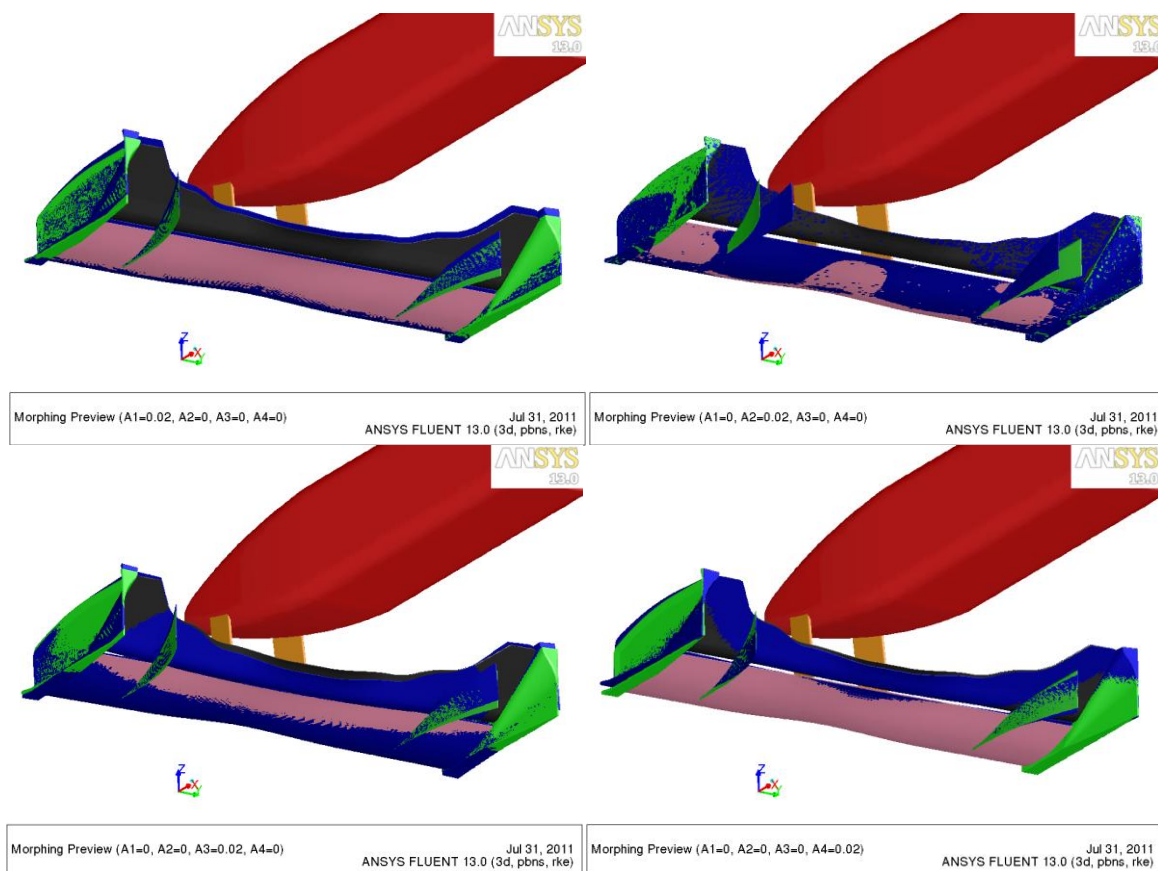 ANSYS
13.0
ANSYS
13.0
Z
X
Y
Z
X
Y
Morphing Preview (A1=0.02, A2=0, A3=0, A4=0)
Jul 31, 2011
ANSYS FLUENT 13.0 (3d, pbns, rke)
Morphing Preview (A1=0, A2=0.02, A3=0, A4=0)
Jul 31, 2011
ANSYS FLUENT 13.0 (3d, pbns, rke)
ANSYS
13.0
ANSYS
13.0
Z
X
Y
Z
X
Y
Morphing Preview (A1=0, A2=0, A3=0.02, A4=0)
Jul 31, 2011
ANSYS FLUENT 13.0 (3d, pbns, rke)
Morphing Preview (A1=0, A2=0, A3=0, A4=0.02)
Jul 31, 2011
ANSYS FLUENT 13.0 (3d, pbns, rke)